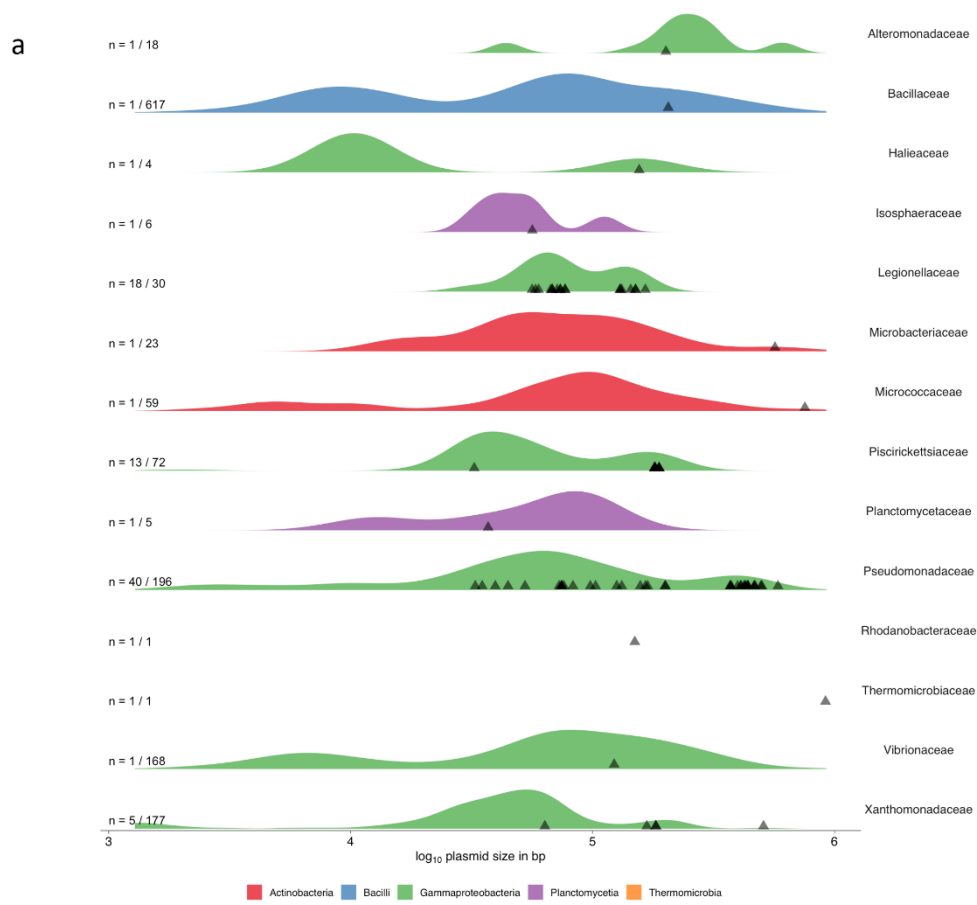 a
n = 1 / 18 Alteromonadaceae
n = 1 / 617 Bacillaceae
n = 1 / 4 Halieaceae
n = 1 / 6 Isosphaeraceae
n = 18 / 30 Legionellaceae
n = 1 / 23 Microbacteriaceae
n = 1 / 59 Micrococcaceae
n = 13 / 72 Piscirickettsiaceae
n = 1 / 5 Planctomycetaceae
n = 40 / 196 Pseudomonadaceae
n = 1 / 1 Rhodanobacteraceae
n = 1 / 1 Thermomicrobiaceae
n = 1 / 168 Vibrionaceae
n = 5 / 177 Xanthomonadaceae
3 4 5 6
log₁₀ plasmid size in bp
Actinobacteria Bacilli Gammaproteobacteria Planctomycetia Thermomicrobia